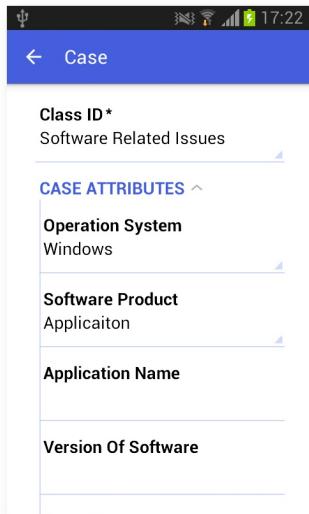 17:22
Case
Class ID*
Software Related Issues
CASE ATTRIBUTES
Operation System
Windows
Software Product
Applicaiton
Application Name
Version Of Software